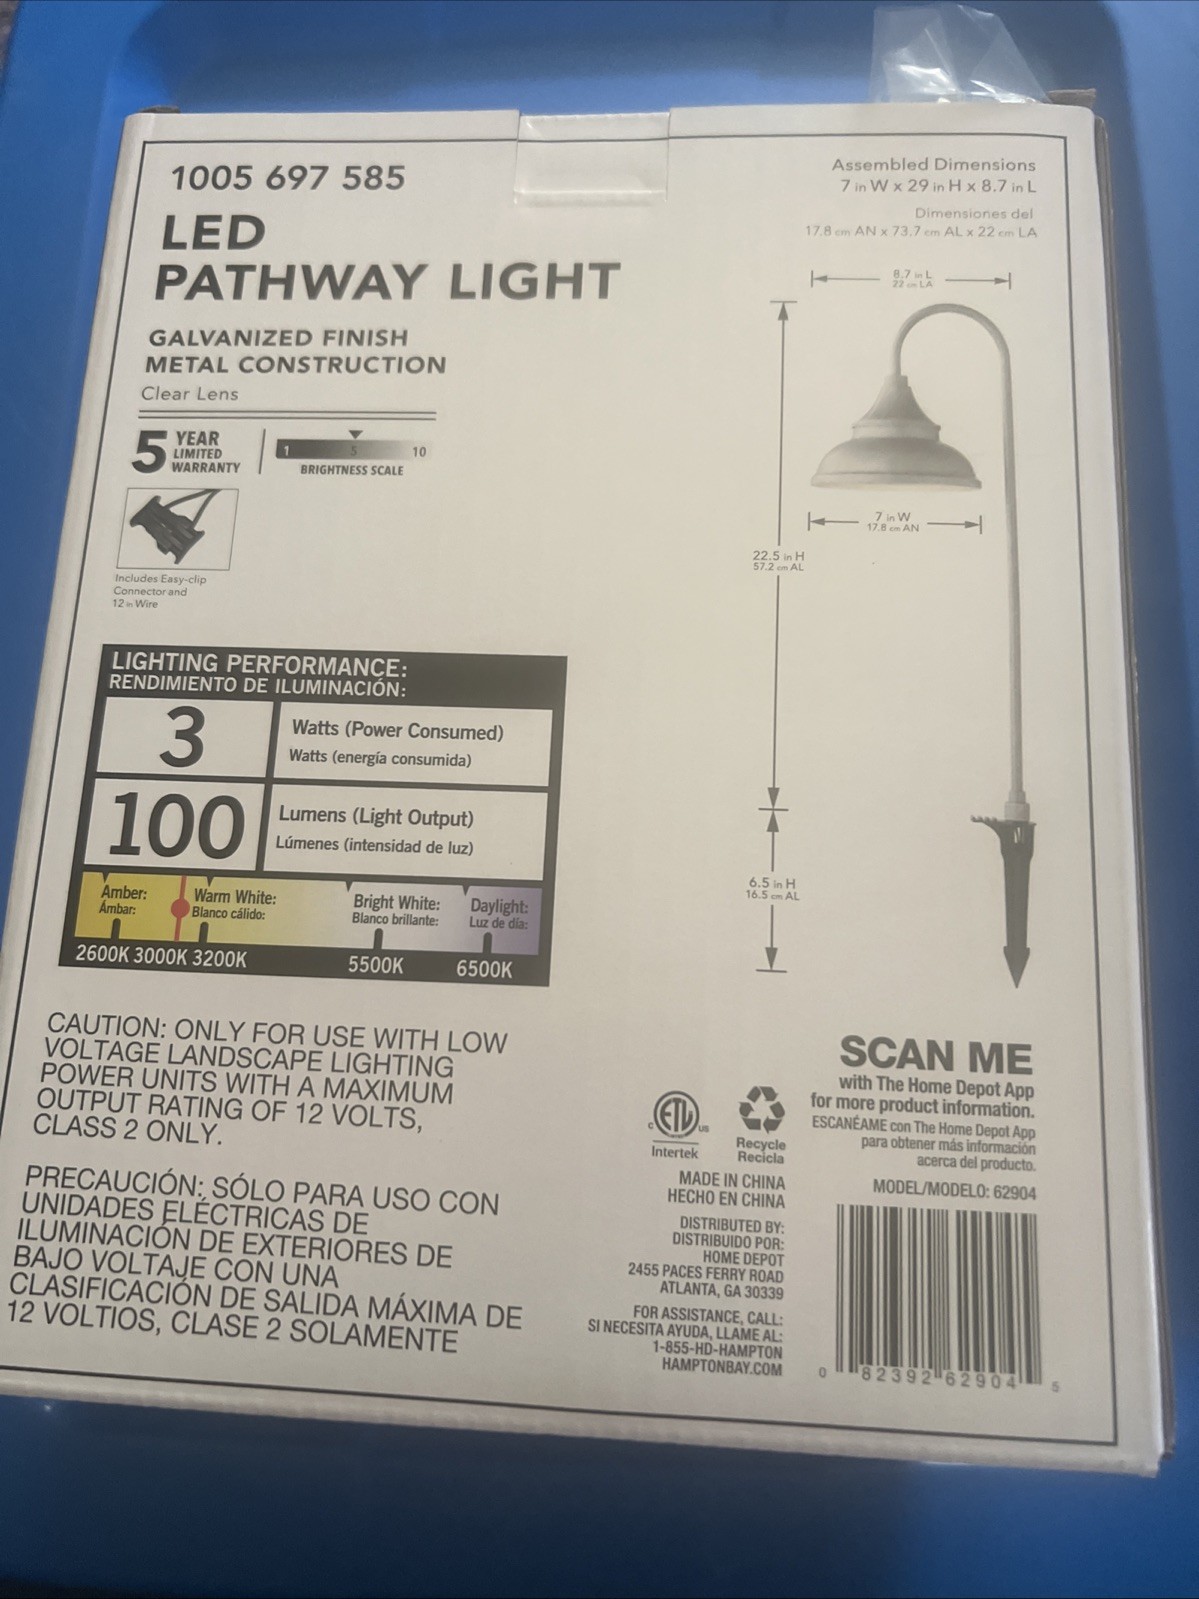 1005 697 585
LED
PATHWAY LIGHT
GALVANIZED FINISH
METAL CONSTRUCTION
Clear Lens
5 YEAR
LIMITED
WARRANTY
1 5 10
BRIGHTNESS SCALE
Includes Easy-clip
Connector and
12 in Wire
Assembled Dimensions
7 in W x 29 in H x 8.7 in L
Dimensiones del
17.8 cm AN x 73.7 cm AL x 22 cm LA
8.7 in L
22 cm LA
7 in W
17.8 cm AN
22.5 in H
57.2 cm AL
6.5 in H
16.5 cm AL
LIGHTING PERFORMANCE:
RENDIMIENTO DE ILUMINACIÓN:
3
Watts (Power Consumed)
Watts (energía consumida)
100
Lumens (Light Output)
Lúmenes (intensidad de luz)
Amber: Warm White: Bright White: Daylight:
Ámbar: Blanco cálido: Blanco brillante: Luz de día:
2600K 3000K 3200K 5500K 6500K
CAUTION: ONLY FOR USE WITH LOW
VOLTAGE LANDSCAPE LIGHTING
POWER UNITS WITH A MAXIMUM
OUTPUT RATING OF 12 VOLTS,
CLASS 2 ONLY.
PRECAUCIÓN: SÓLO PARA USO CON
UNIDADES ELÉCTRICAS DE
ILUMINACIÓN DE EXTERIORES DE
BAJO VOLTAJE CON UNA
CLASIFICACIÓN DE SALIDA MÁXIMA DE
12 VOLTIOS, CLASE 2 SOLAMENTE
c ETL us
Intertek
Recycle
Recicla
MADE IN CHINA
HECHO EN CHINA
DISTRIBUTED BY:
DISTRIBUIDO POR:
HOME DEPOT
2455 PACES FERRY ROAD
ATLANTA, GA 30339
FOR ASSISTANCE, CALL:
SI NECESITA AYUDA, LLAME AL:
1-855-HD-HAMPTON
HAMPTONBAY.COM
SCAN ME
with The Home Depot App
for more product information.
ESCANÉAME con The Home Depot App
para obtener más información
acerca del producto.
MODEL/MODELO: 62904
0 82392 62904 5